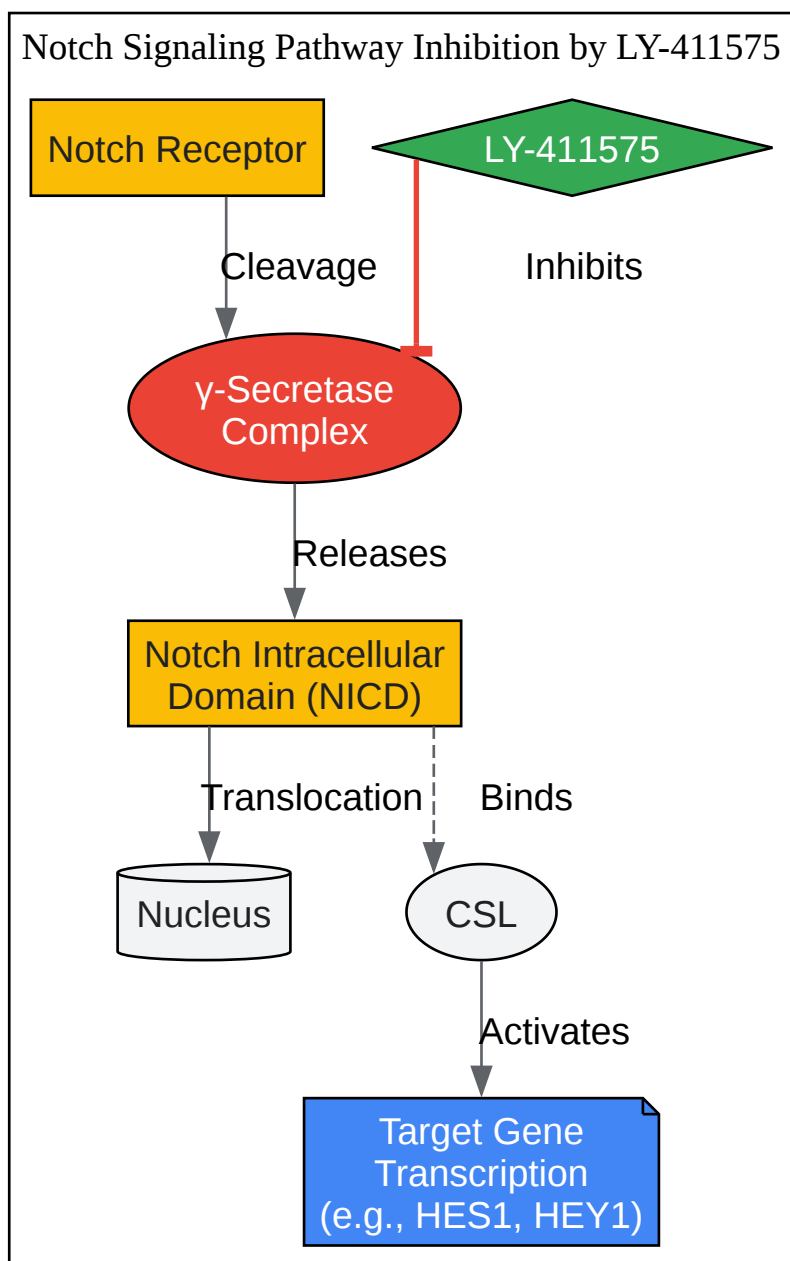 Notch Signaling Pathway Inhibition by LY-411575
Notch Receptor
LY-411575
Cleavage
Inhibits
γ-Secretase
Complex
Releases
Notch Intracellular
Domain (NICD)
Translocation
Binds
Nucleus
CSL
Activates
Target Gene
Transcription
(e.g., HES1, HEY1)